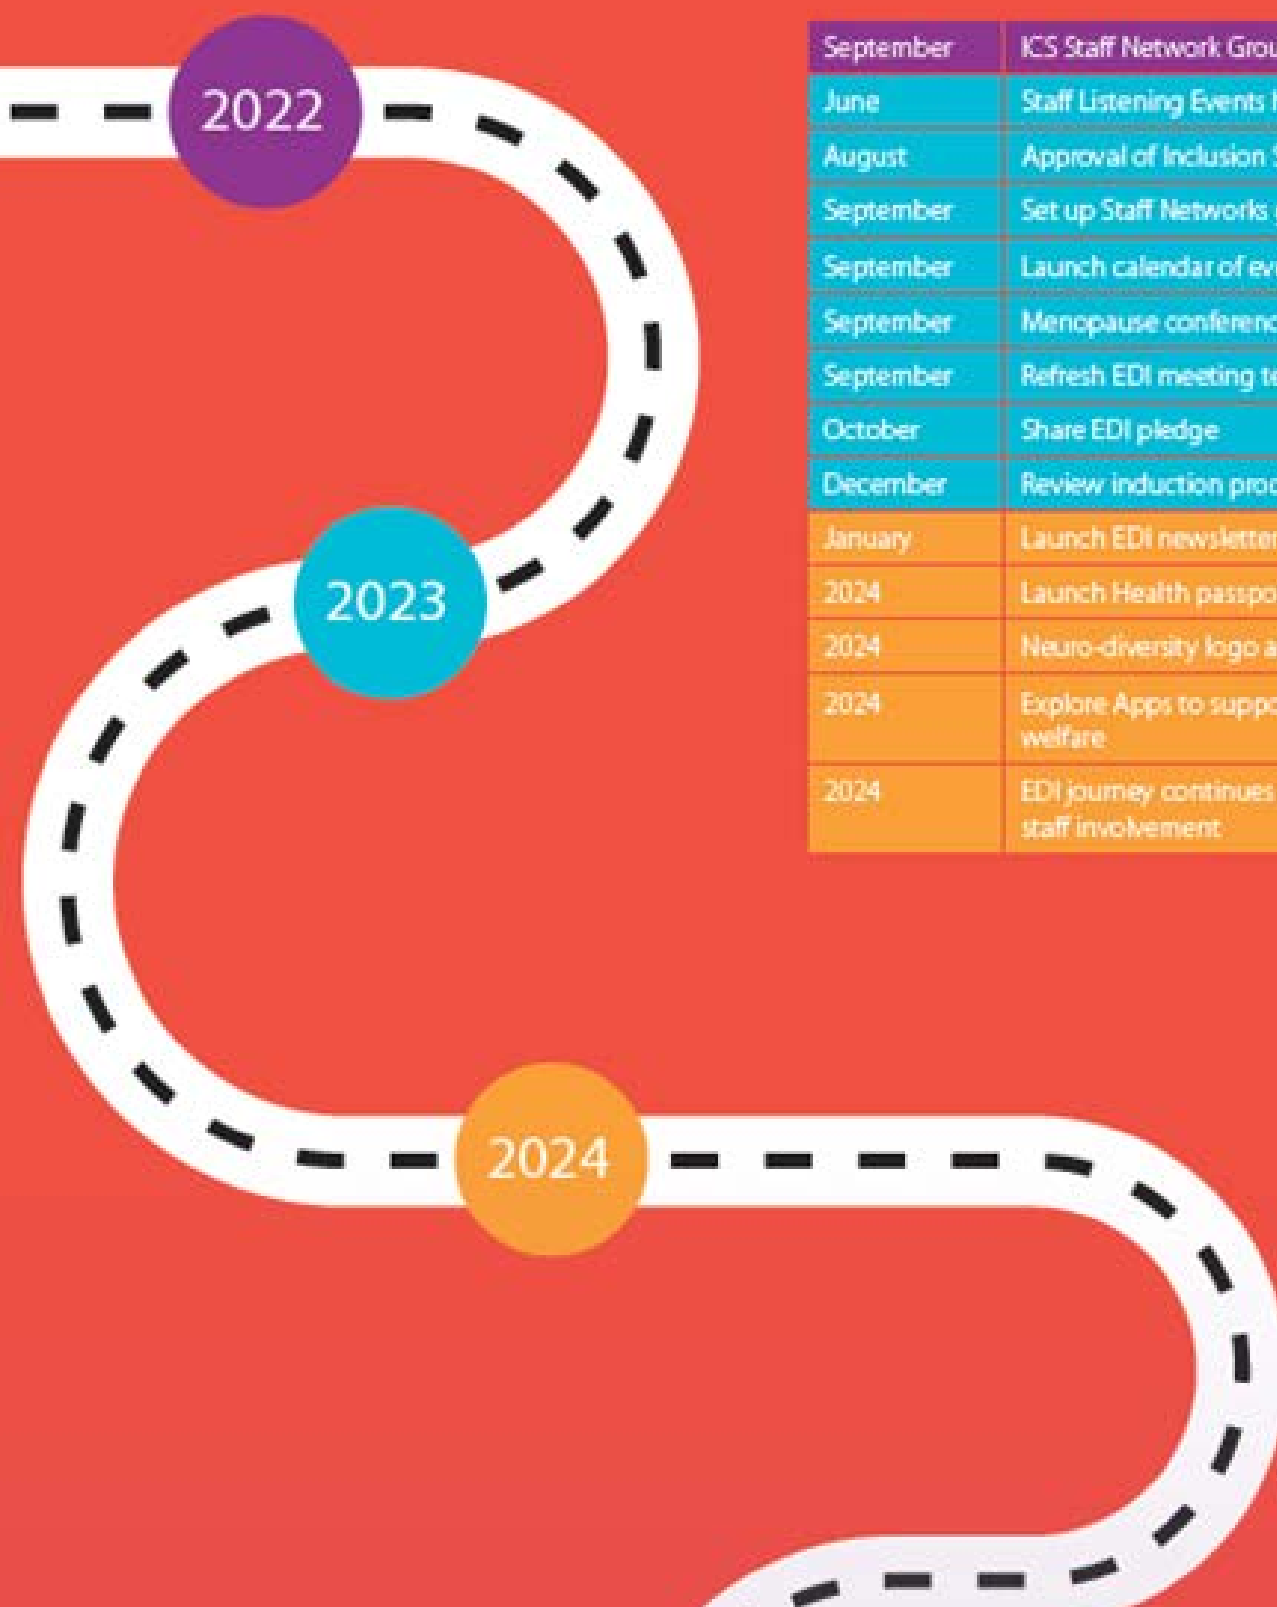 2022
2023
2024
September ICS Staff Network Grou
June Staff Listening Events
August Approval of Inclusion
September Set up Staff Networks
September Launch calendar of ev
September Menopause conferenc
September Refresh EDI meeting te
October Share EDI pledge
December Review induction proc
January Launch EDI newsletter
2024 Launch Health passpo
2024 Neuro-diversity logo a
2024 Explore Apps to suppo
welfare
2024 EDI journey continues
staff involvement